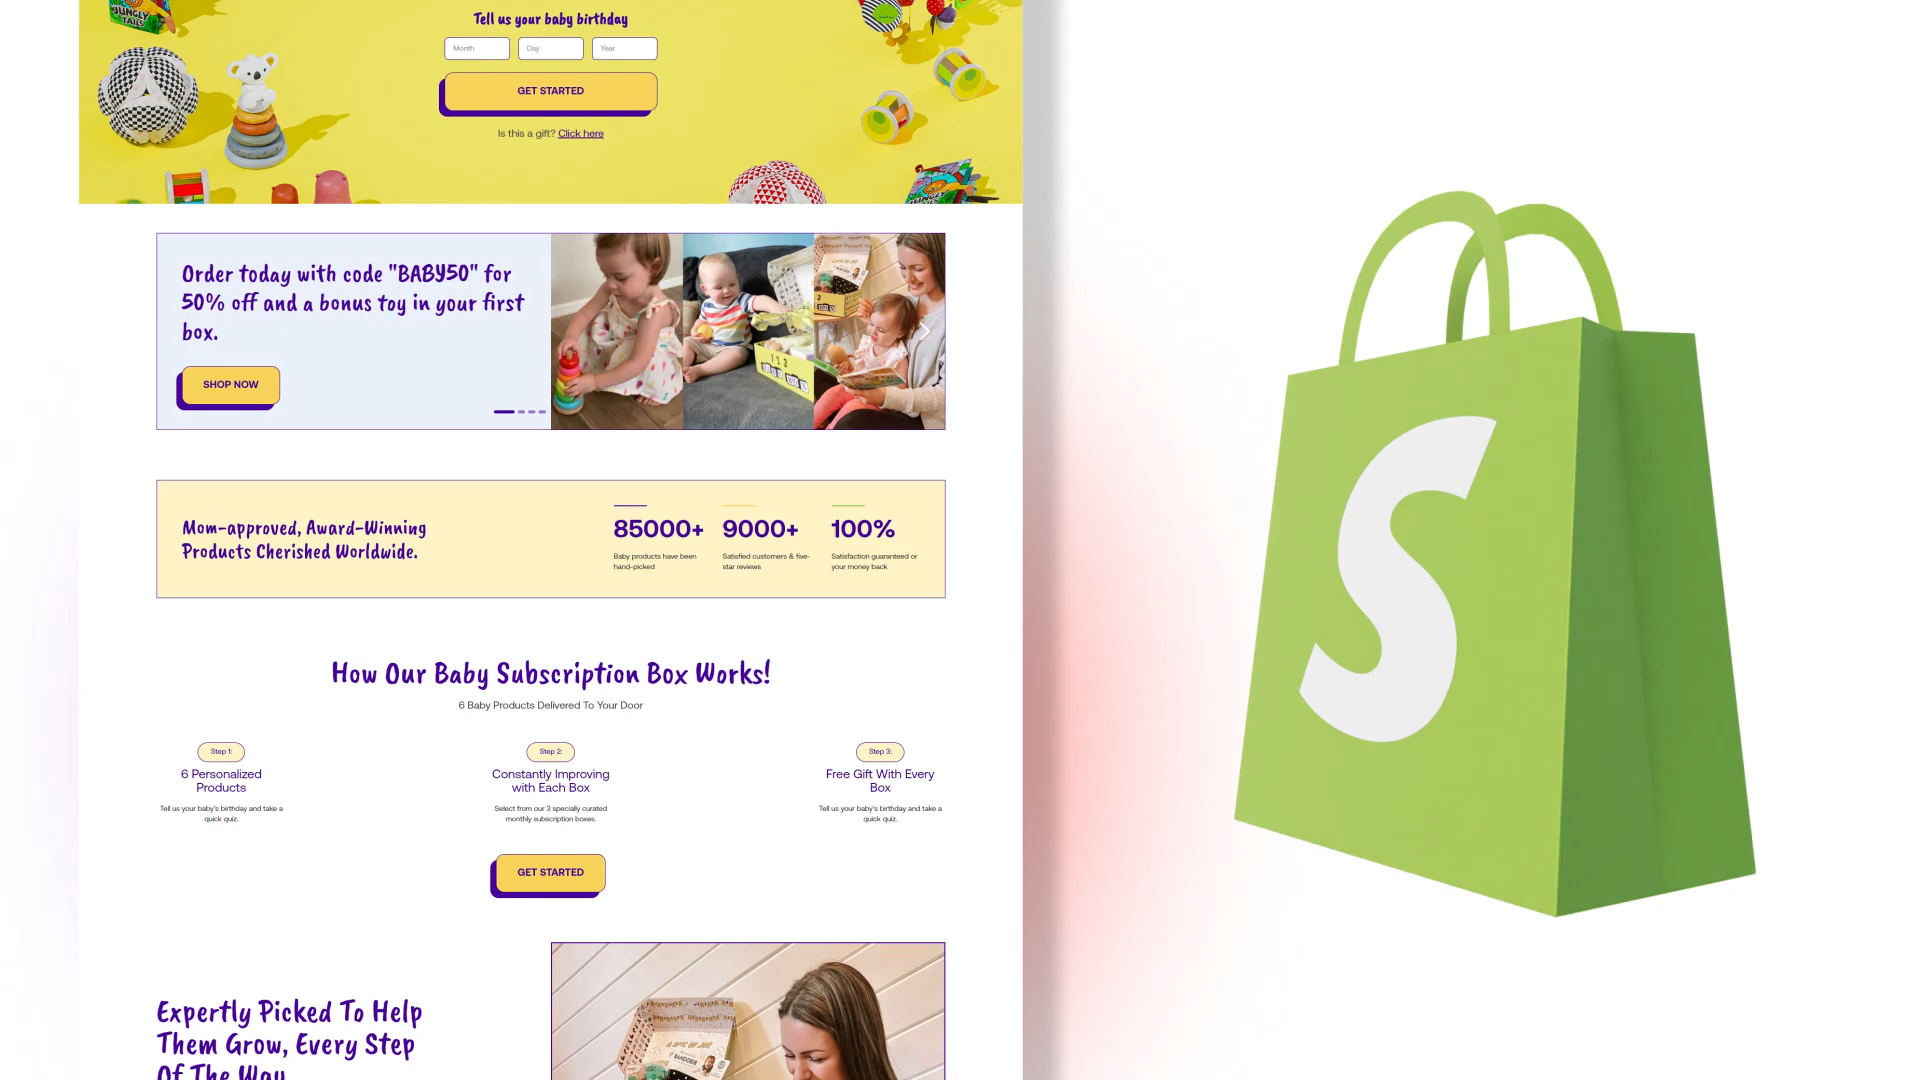 JUNGLY
TAILS
Tell us your baby birthday
Month
Day
Year
GET STARTED
Is this a gift? Click here
Order today with code "BABY50" for
50% off and a bonus toy in your first
box.
SHOP NOW
123
Mom-approved, Award-Winning
Products Cherished Worldwide.
85000+
Baby products have been
hand-picked
9000+
Satisfied customers & five-
star reviews
100%
Satisfaction guaranteed or
your money back
How Our Baby Subscription Box Works!
6 Baby Products Delivered To Your Door
Step 1:
6 Personalized
Products
Tell us your baby's birthday and take a
quick quiz.
Step 2:
Constantly Improving
with Each Box
Select from our 3 specially curated
monthly subscription boxes.
Step 3:
Free Gift With Every
Box
Tell us your baby's birthday and take a
quick quiz.
GET STARTED
Expertly Picked To Help
Them Grow, Every Step
Of The Way
S